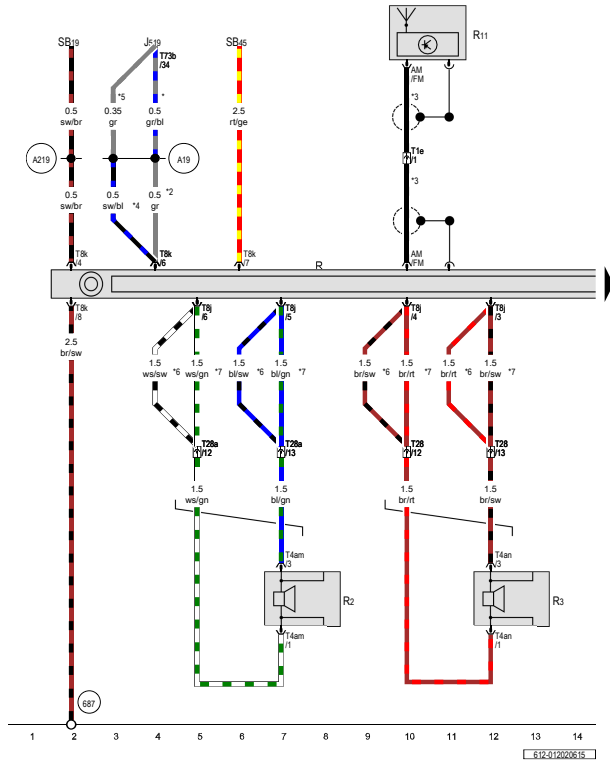 SB19 J519 SB45 R11
T73b
/34
AM
/FM
*5 * *3
0.5 0.35 0.5 2.5
sw/br gr gr/bl rt/ge
A219 A19 T1e
/1
0.5 0.5 0.5 *2 *3
sw/br sw/bl *4 gr
T8k
/4
T8k
/6
T8k
/7
AM
/FM
R
T8k
/8
T8j
/6
T8j
/5
T8j
/4
T8j
/3
2.5
br/sw
1.5 1.5 1.5 1.5 1.5 1.5 1.5 1.5
ws/sw *6 ws/gn *7 bl/sw *6 bl/gn *7 br/sw *6 br/rt *7 br/rt *6 br/sw *7
T28a
/12
T28a
/13
T28
/12
T28
/13
1.5 1.5 1.5 1.5
ws/gn bl/gn br/rt br/sw
T4am
/3
T4an
/3
R2 R3
T4am
/1
T4an
/1
687
1 2 3 4 5 6 7 8 9 10 11 12 13 14
612-012020615